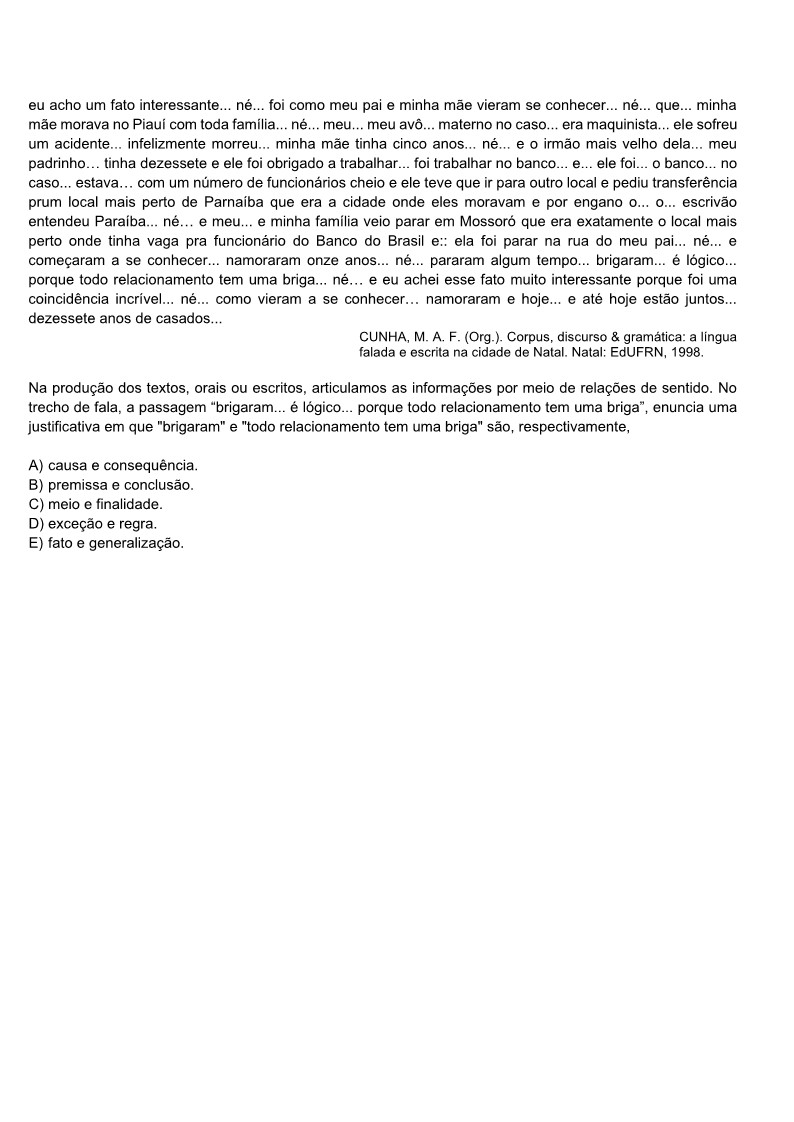 eu acho um fato interessante... né... foi como meu pai e minha mãe vieram se conhecer... né... que... minha
mãe morava no Piauí com toda família... né... meu... meu avô... materno no caso... era maquinista... ele sofreu
um acidente... infelizmente morreu... minha mãe tinha cinco anos... né... e o irmão mais velho dela... meu
padrinho… tinha dezessete e ele foi obrigado a trabalhar... foi trabalhar no banco... e... ele foi... o banco... no
caso... estava… com um número de funcionários cheio e ele teve que ir para outro local e pediu transferência
prum local mais perto de Parnaíba que era a cidade onde eles moravam e por engano o... o... escrivão
entendeu Paraíba... né… e meu... e minha família veio parar em Mossoró que era exatamente o local mais
perto onde tinha vaga pra funcionário do Banco do Brasil e:: ela foi parar na rua do meu pai... né... e
começaram a se conhecer... namoraram onze anos... né... pararam algum tempo... brigaram... é lógico...
porque todo relacionamento tem uma briga... né… e eu achei esse fato muito interessante porque foi uma
coincidência incrível... né... como vieram a se conhecer… namoraram e hoje... e até hoje estão juntos...
dezessete anos de casados...
CUNHA, M. A. F. (Org.). Corpus, discurso & gramática: a língua
falada e escrita na cidade de Natal. Natal: EdUFRN, 1998.
Na produção dos textos, orais ou escritos, articulamos as informações por meio de relações de sentido. No
trecho de fala, a passagem “brigaram... é lógico... porque todo relacionamento tem uma briga”, enuncia uma
justificativa em que "brigaram" e "todo relacionamento tem uma briga" são, respectivamente,
A) causa e consequência.
B) premissa e conclusão.
C) meio e finalidade.
D) exceção e regra.
E) fato e generalização.